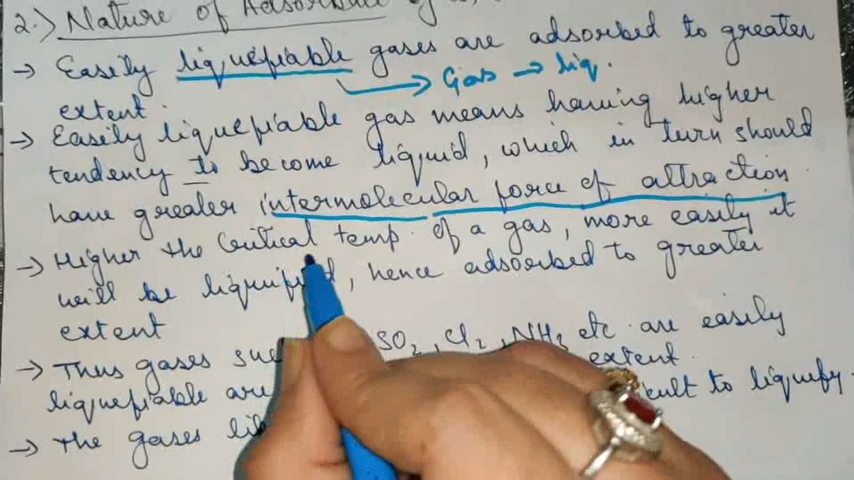 2.) Nature of Adsorbate
→ Easily liquefiable gases are adsorbed to greater
Gas → liq.
extent.
→ Easily liquefiable gas means having higher
tendency to become liquid, which in turn should
have greater intermolecular force of attraction
→ Higher the Critical temp. of a gas, more easily it
will be liquified, hence adsorbed to greater
extent
→ Thus gases SO2, Cl2, NH3 etc. are easily
liquefiable are extent.
→ The gases to liquefy.